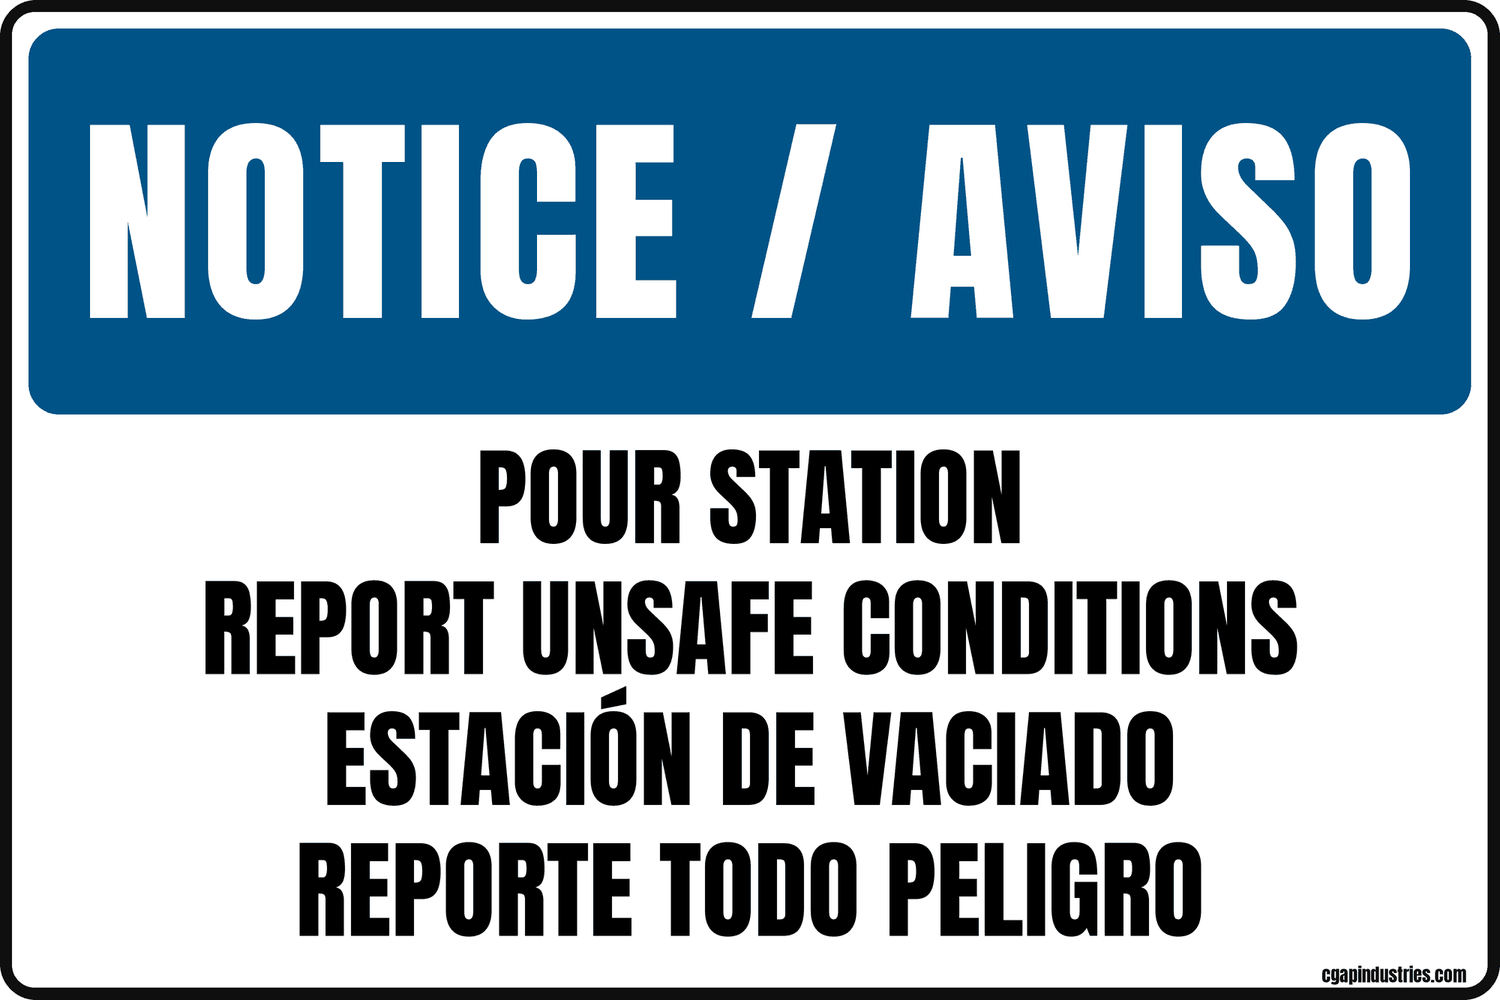 NOTICE / AVISO
POUR STATION
REPORT UNSAFE CONDITIONS
ESTACIÓN DE VACIADO
REPORTE TODO PELIGRO
cgapindustries.com